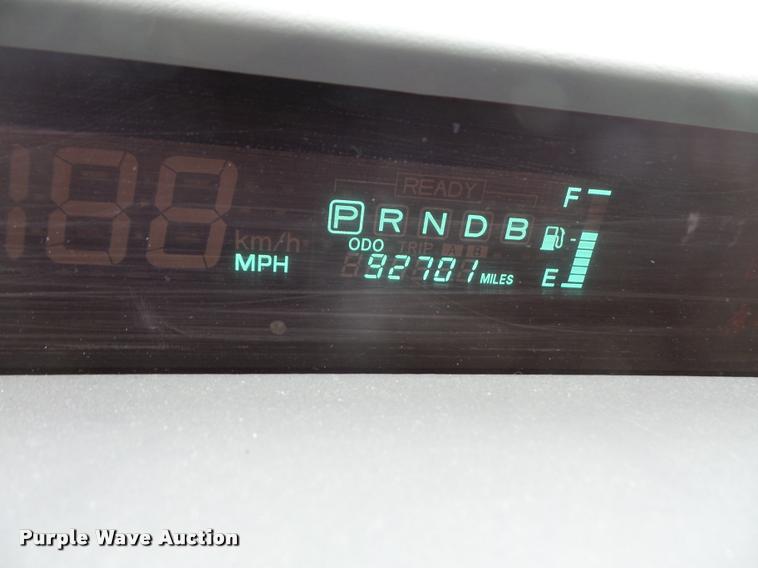 READY
F
188
P R N D B
km/h
ODO TRIP A B
MPH
92701 MILES
E
Purple Wave Auction